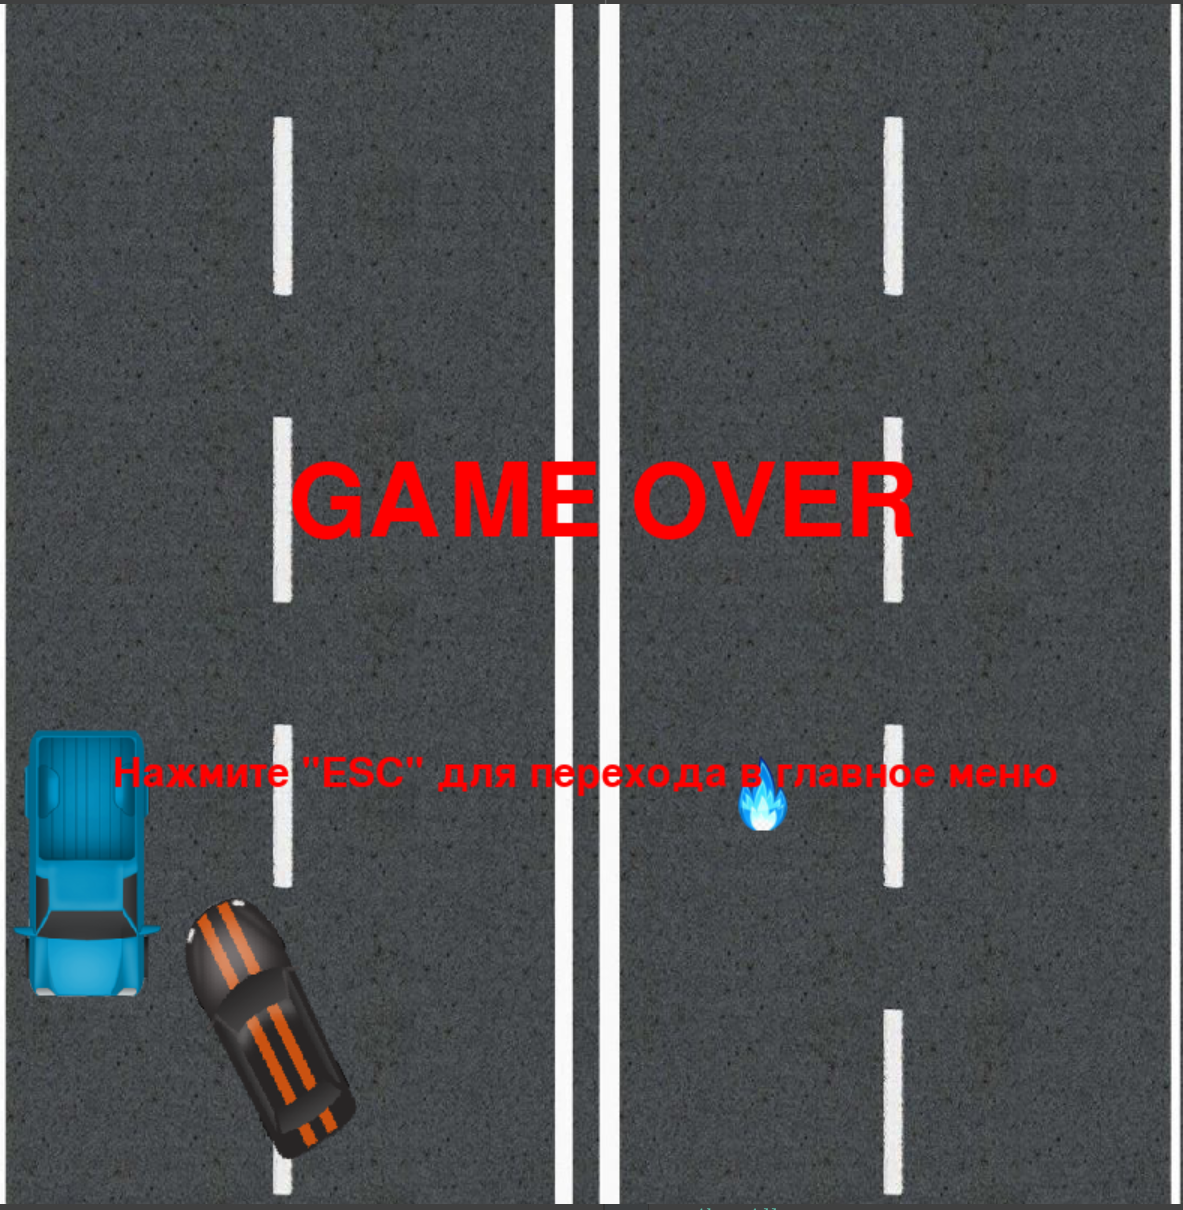 GAME OVER
Нажмите "ESC" для перехода в главное меню